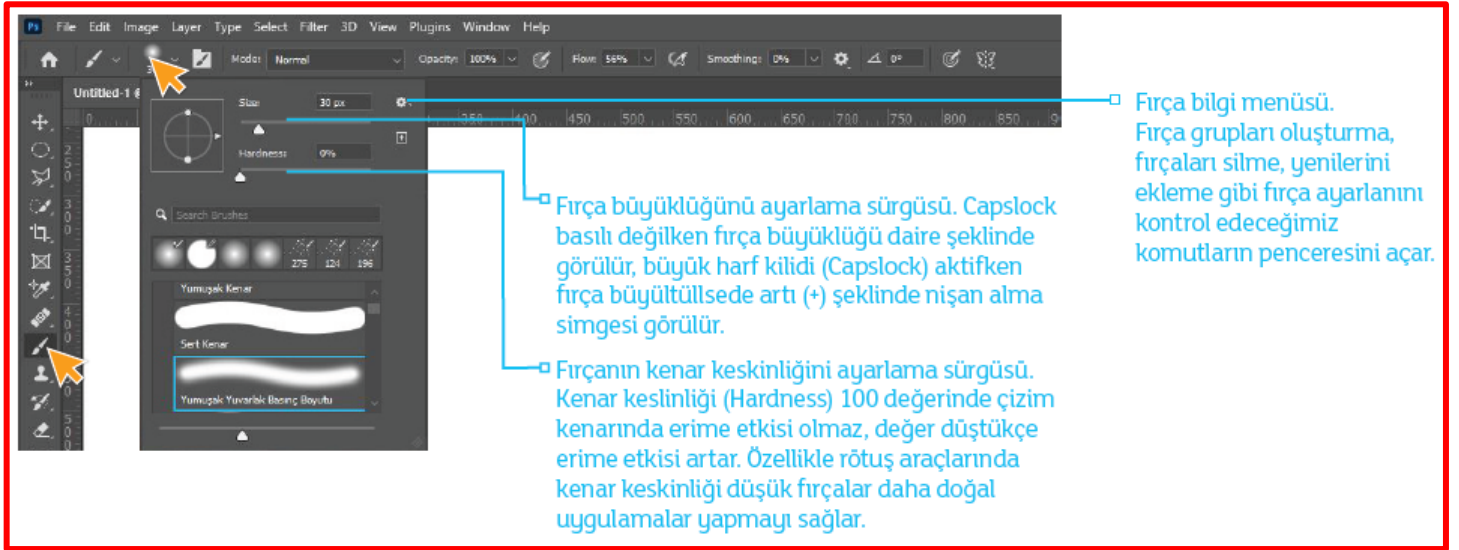 Ps File Edit Image Layer Type Select Filter 3D View Plugins Window Help
Mode: Normal Opacity: 100% Flow: 56% Smoothing: 0% 0°
Untitled-1
Size: 30 px
0 350 400 450 500 550 600 650 700 750 800 850
Hardness: 0%
Search Brushes
275 124 196
Yumuşak Kenar
Sert Kenar
Yumuşak Yuvarlak Basınç Boyutu
Fırça bilgi menüsü.
Fırça grupları oluşturma,
fırçaları silme, yenilerini
ekleme gibi fırça ayarlanını
kontrol edeceğimiz
komutların penceresini açar.
Fırça büyüklüğünü ayarlama sürgüsü. Capslock
basılı değilken fırça büyüklüğü daire şeklinde
görülür, büyük harf kilidi (Capslock) aktifken
fırça büyültüllsede artı (+) şeklinde nişan alma
simgesi görülür.
Fırçanın kenar keskinliğini ayarlama sürgüsü.
Kenar keslinliği (Hardness) 100 değerinde çizim
kenarında erime etkisi olmaz, değer düştükçe
erime etkisi artar. Özellikle rötuş araçlarında
kenar keskinliği düşük fırçalar daha doğal
uygulamalar yapmayı sağlar.